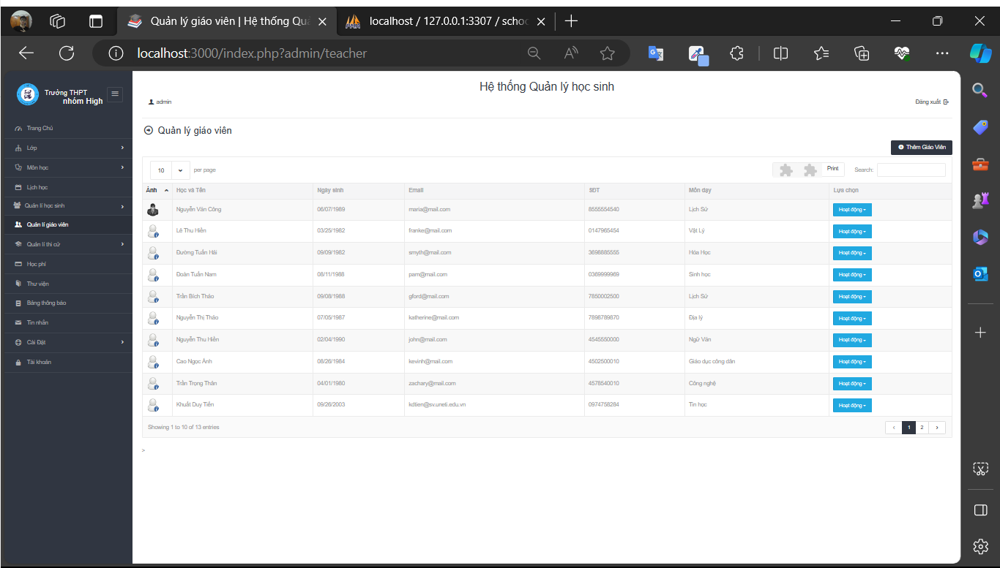 Quản lý giáo viên | Hệ thống Quả
localhost / 127.0.0.1:3307 / schoo
localhost:3000/index.php?admin/teacher
Trường THPT
nhóm High
Hệ thống Quản lý học sinh
admin
Đăng xuất
Trang Chủ
Lớp
Môn học
Lịch học
Quản lí học sinh
Quản lí giáo viên
Quản lí thi cử
Học phí
Thư viện
Bảng thông báo
Tin nhắn
Cài Đặt
Tài khoản
Quản lý giáo viên
Thêm Giáo Viên
10 per page Print Search:
Ảnh Học và Tên Ngày sinh Email SĐT Môn dạy Lựa chọn
Nguyễn Văn Công 06/07/1989 maria@mail.com 8555554540 Lịch Sử Hoạt động
Lê Thu Hiền 03/25/1982 franke@mail.com 0147965454 Vật Lý Hoạt động
Đường Tuấn Hải 09/09/1982 smyth@mail.com 3698885555 Hóa Học Hoạt động
Đoàn Tuấn Nam 08/11/1988 pam@mail.com 0369999969 Sinh học Hoạt động
Trần Bích Thảo 09/08/1988 gford@mail.com 7850002500 Lịch Sử Hoạt động
Nguyễn Thị Thảo 07/05/1987 katherine@mail.com 7898789870 Địa lý Hoạt động
Nguyễn Thu Hiền 02/04/1990 john@mail.com 4545550000 Ngữ Văn Hoạt động
Cao Ngọc Ánh 08/26/1984 kevinh@mail.com 4502500010 Giáo dục công dân Hoạt động
Trần Trọng Thân 04/01/1980 zachary@mail.com 4578540010 Công nghệ Hoạt động
Khuất Duy Tiến 09/26/2003 kdtien@sv.uneti.edu.vn 0974758284 Tin học Hoạt động
Showing 1 to 10 of 13 entries
‹ 1 2 ›
>